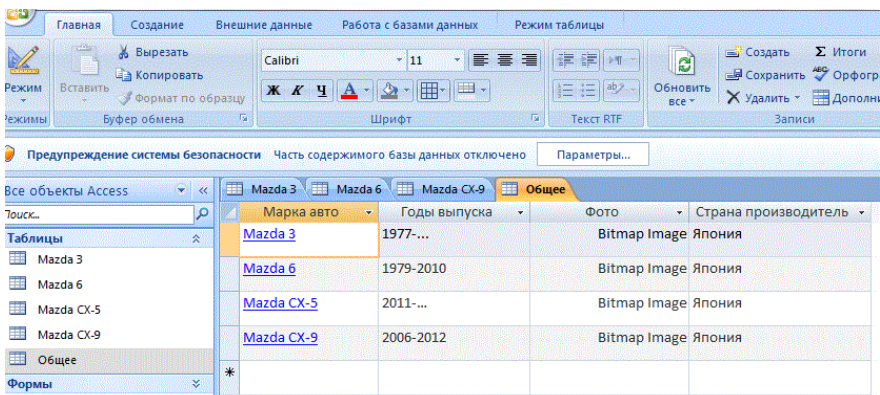 Главная Создание Внешние данные Работа с базами данных Режим таблицы
Вырезать
Копировать
Формат по образцу
Режим Вставить
Calibri 11
Ж К Ч А
Обновить все
Создать Σ Итоги
Сохранить Орфогр
Удалить Дополни
Режимы Буфер обмена Шрифт Текст RTF Записи
Предупреждение системы безопасности Часть содержимого базы данных отключено Параметры...
Все объекты Access Mazda 3 Mazda 6 Mazda CX-9 Общее
Поиск... Марка авто Годы выпуска Фото Страна производитель
Таблицы
Mazda 3
Mazda 6
Mazda CX-5
Mazda CX-9
Общее
Формы
Mazda 3 1977-... Bitmap Image Япония
Mazda 6 1979-2010 Bitmap Image Япония
Mazda CX-5 2011-... Bitmap Image Япония
Mazda CX-9 2006-2012 Bitmap Image Япония